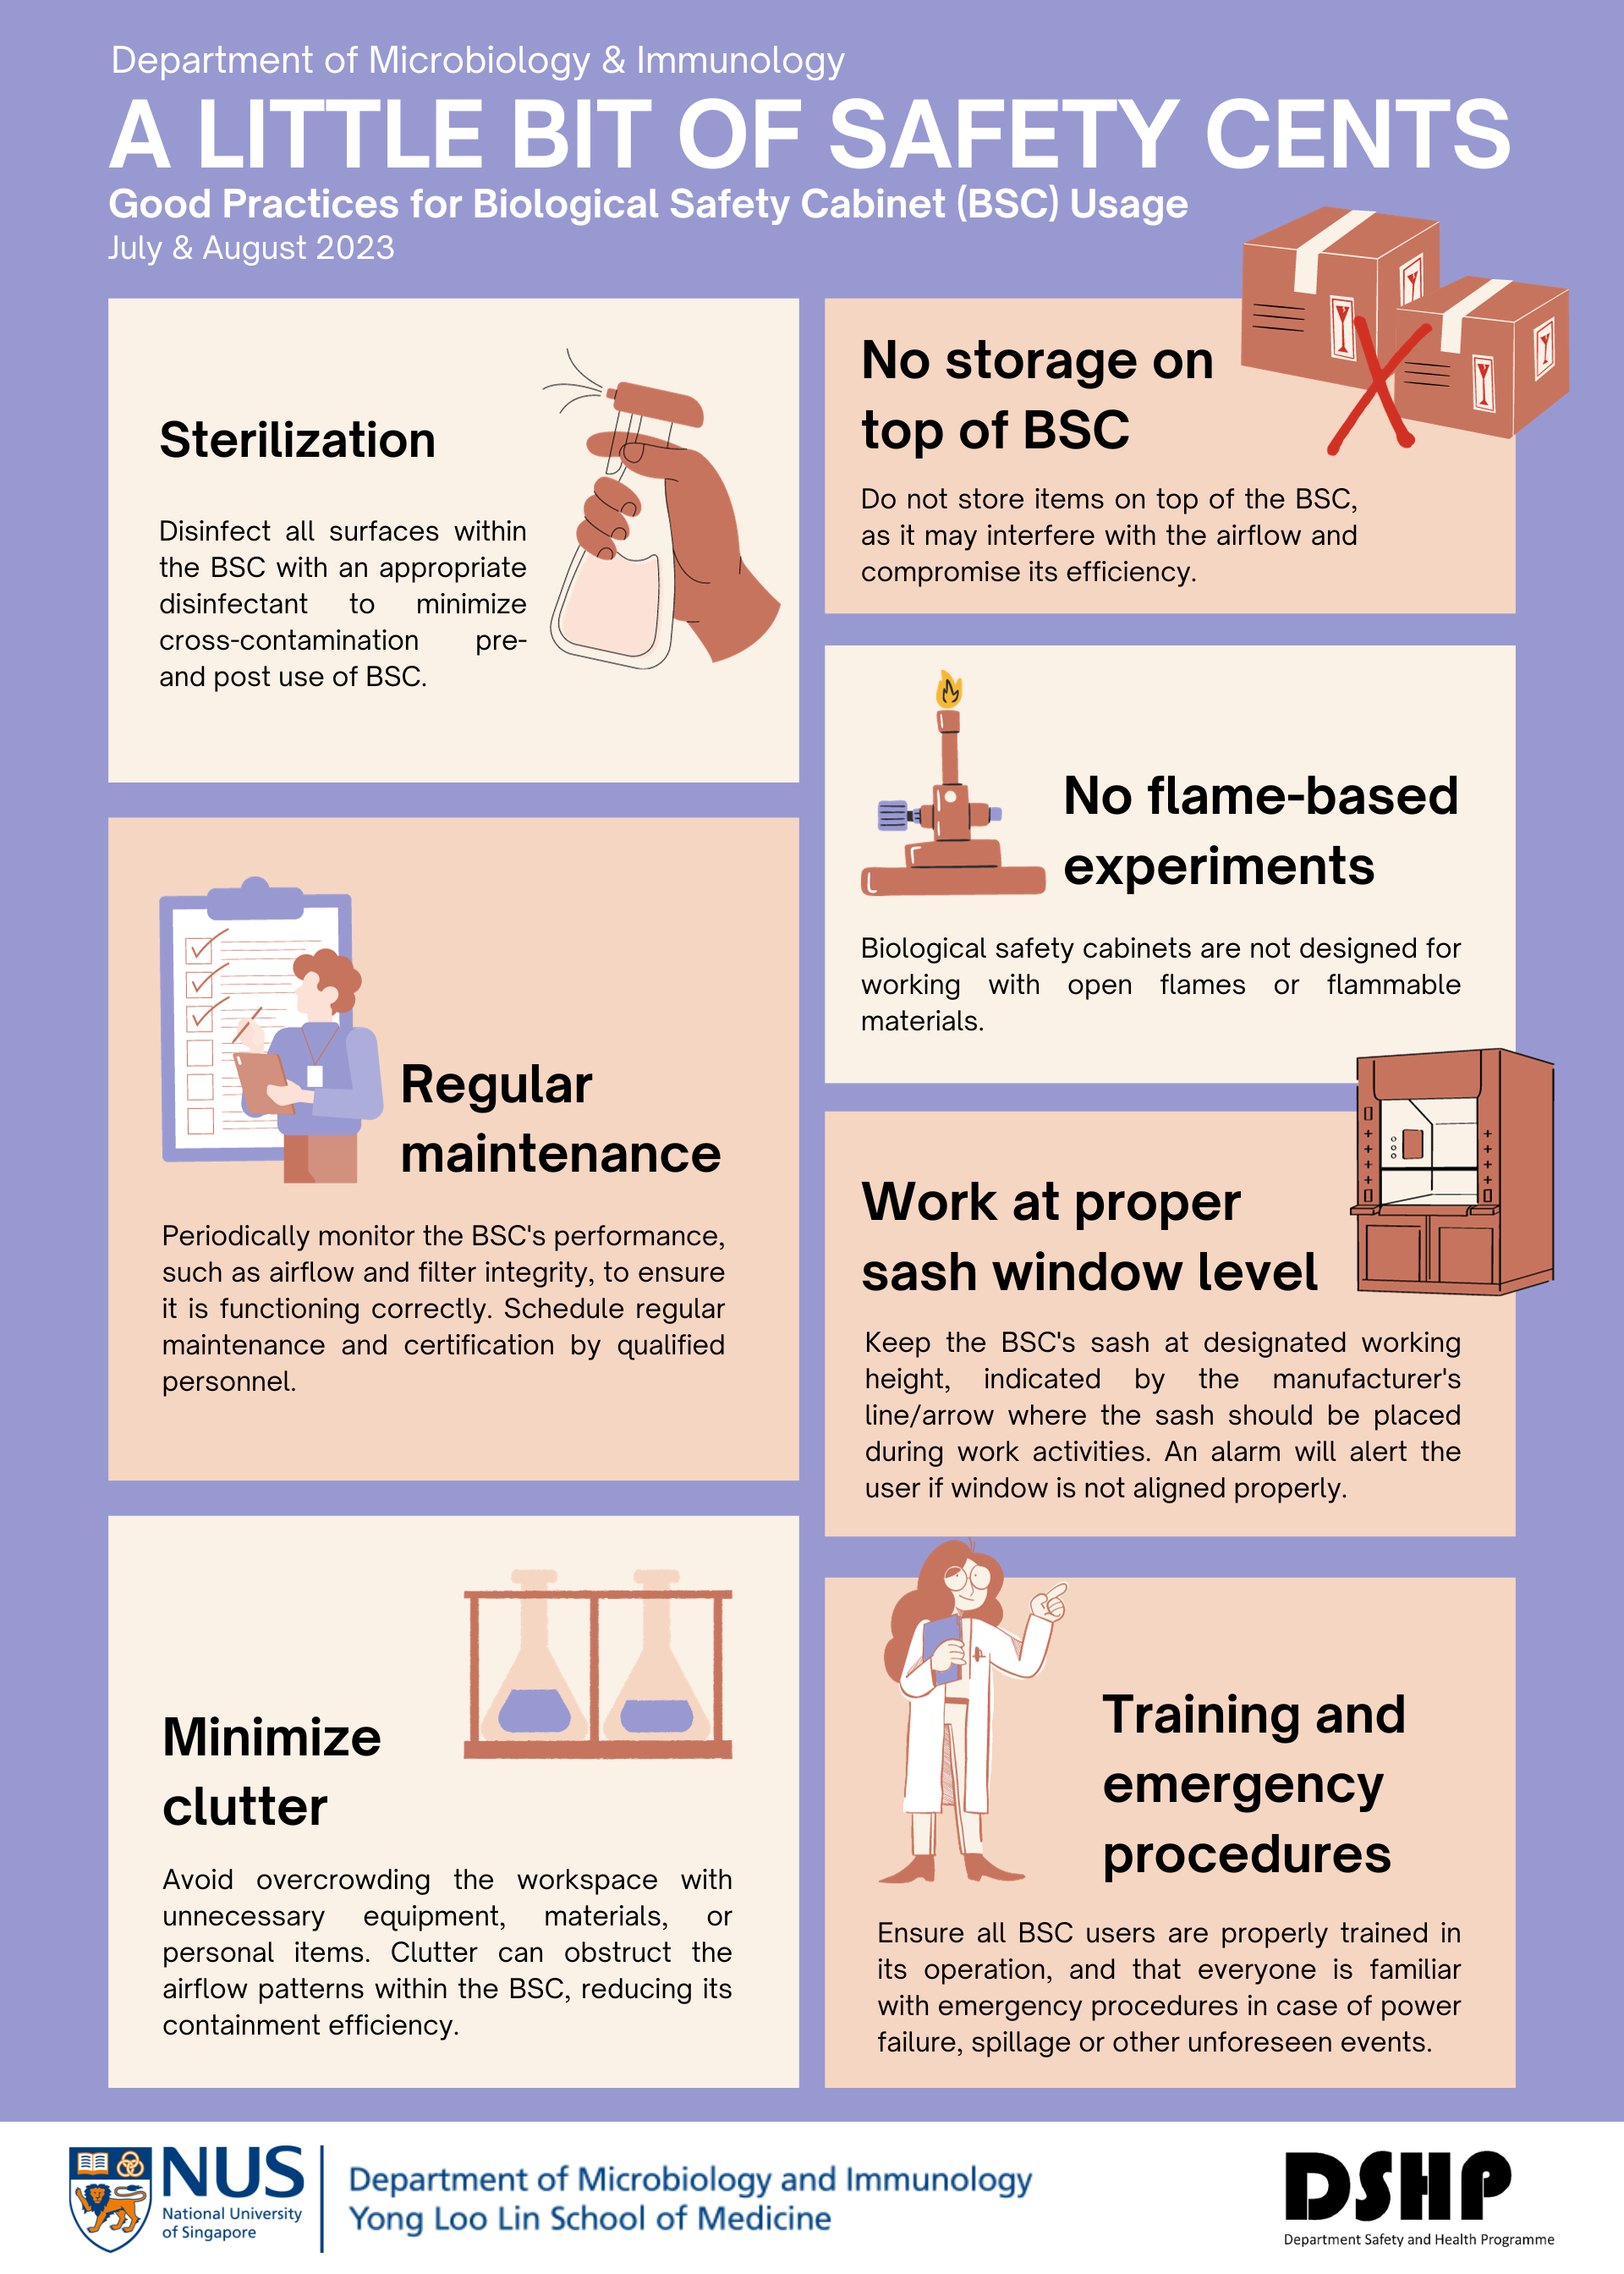 Department of Microbiology & Immunology
A LITTLE BIT OF SAFETY CENTS
Good Practices for Biological Safety Cabinet (BSC) Usage
July & August 2023
Sterilization
Disinfect all surfaces within
the BSC with an appropriate
disinfectant to minimize
cross-contamination pre-
and post use of BSC.
Regular
maintenance
Periodically monitor the BSC's performance,
such as airflow and filter integrity, to ensure
it is functioning correctly. Schedule regular
maintenance and certification by qualified
personnel.
Minimize
clutter
Avoid overcrowding the workspace with
unnecessary equipment, materials, or
personal items. Clutter can obstruct the
airflow patterns within the BSC, reducing its
containment efficiency.
No storage on
top of BSC
Do not store items on top of the BSC,
as it may interfere with the airflow and
compromise its efficiency.
No flame-based
experiments
Biological safety cabinets are not designed for
working with open flames or flammable
materials.
Work at proper
sash window level
Keep the BSC's sash at designated working
height, indicated by the manufacturer's
line/arrow where the sash should be placed
during work activities. An alarm will alert the
user if window is not aligned properly.
Training and
emergency
procedures
Ensure all BSC users are properly trained in
its operation, and that everyone is familiar
with emergency procedures in case of power
failure, spillage or other unforeseen events.
NUS
National University
of Singapore
Department of Microbiology and Immunology
Yong Loo Lin School of Medicine
DSHP
Department Safety and Health Programme